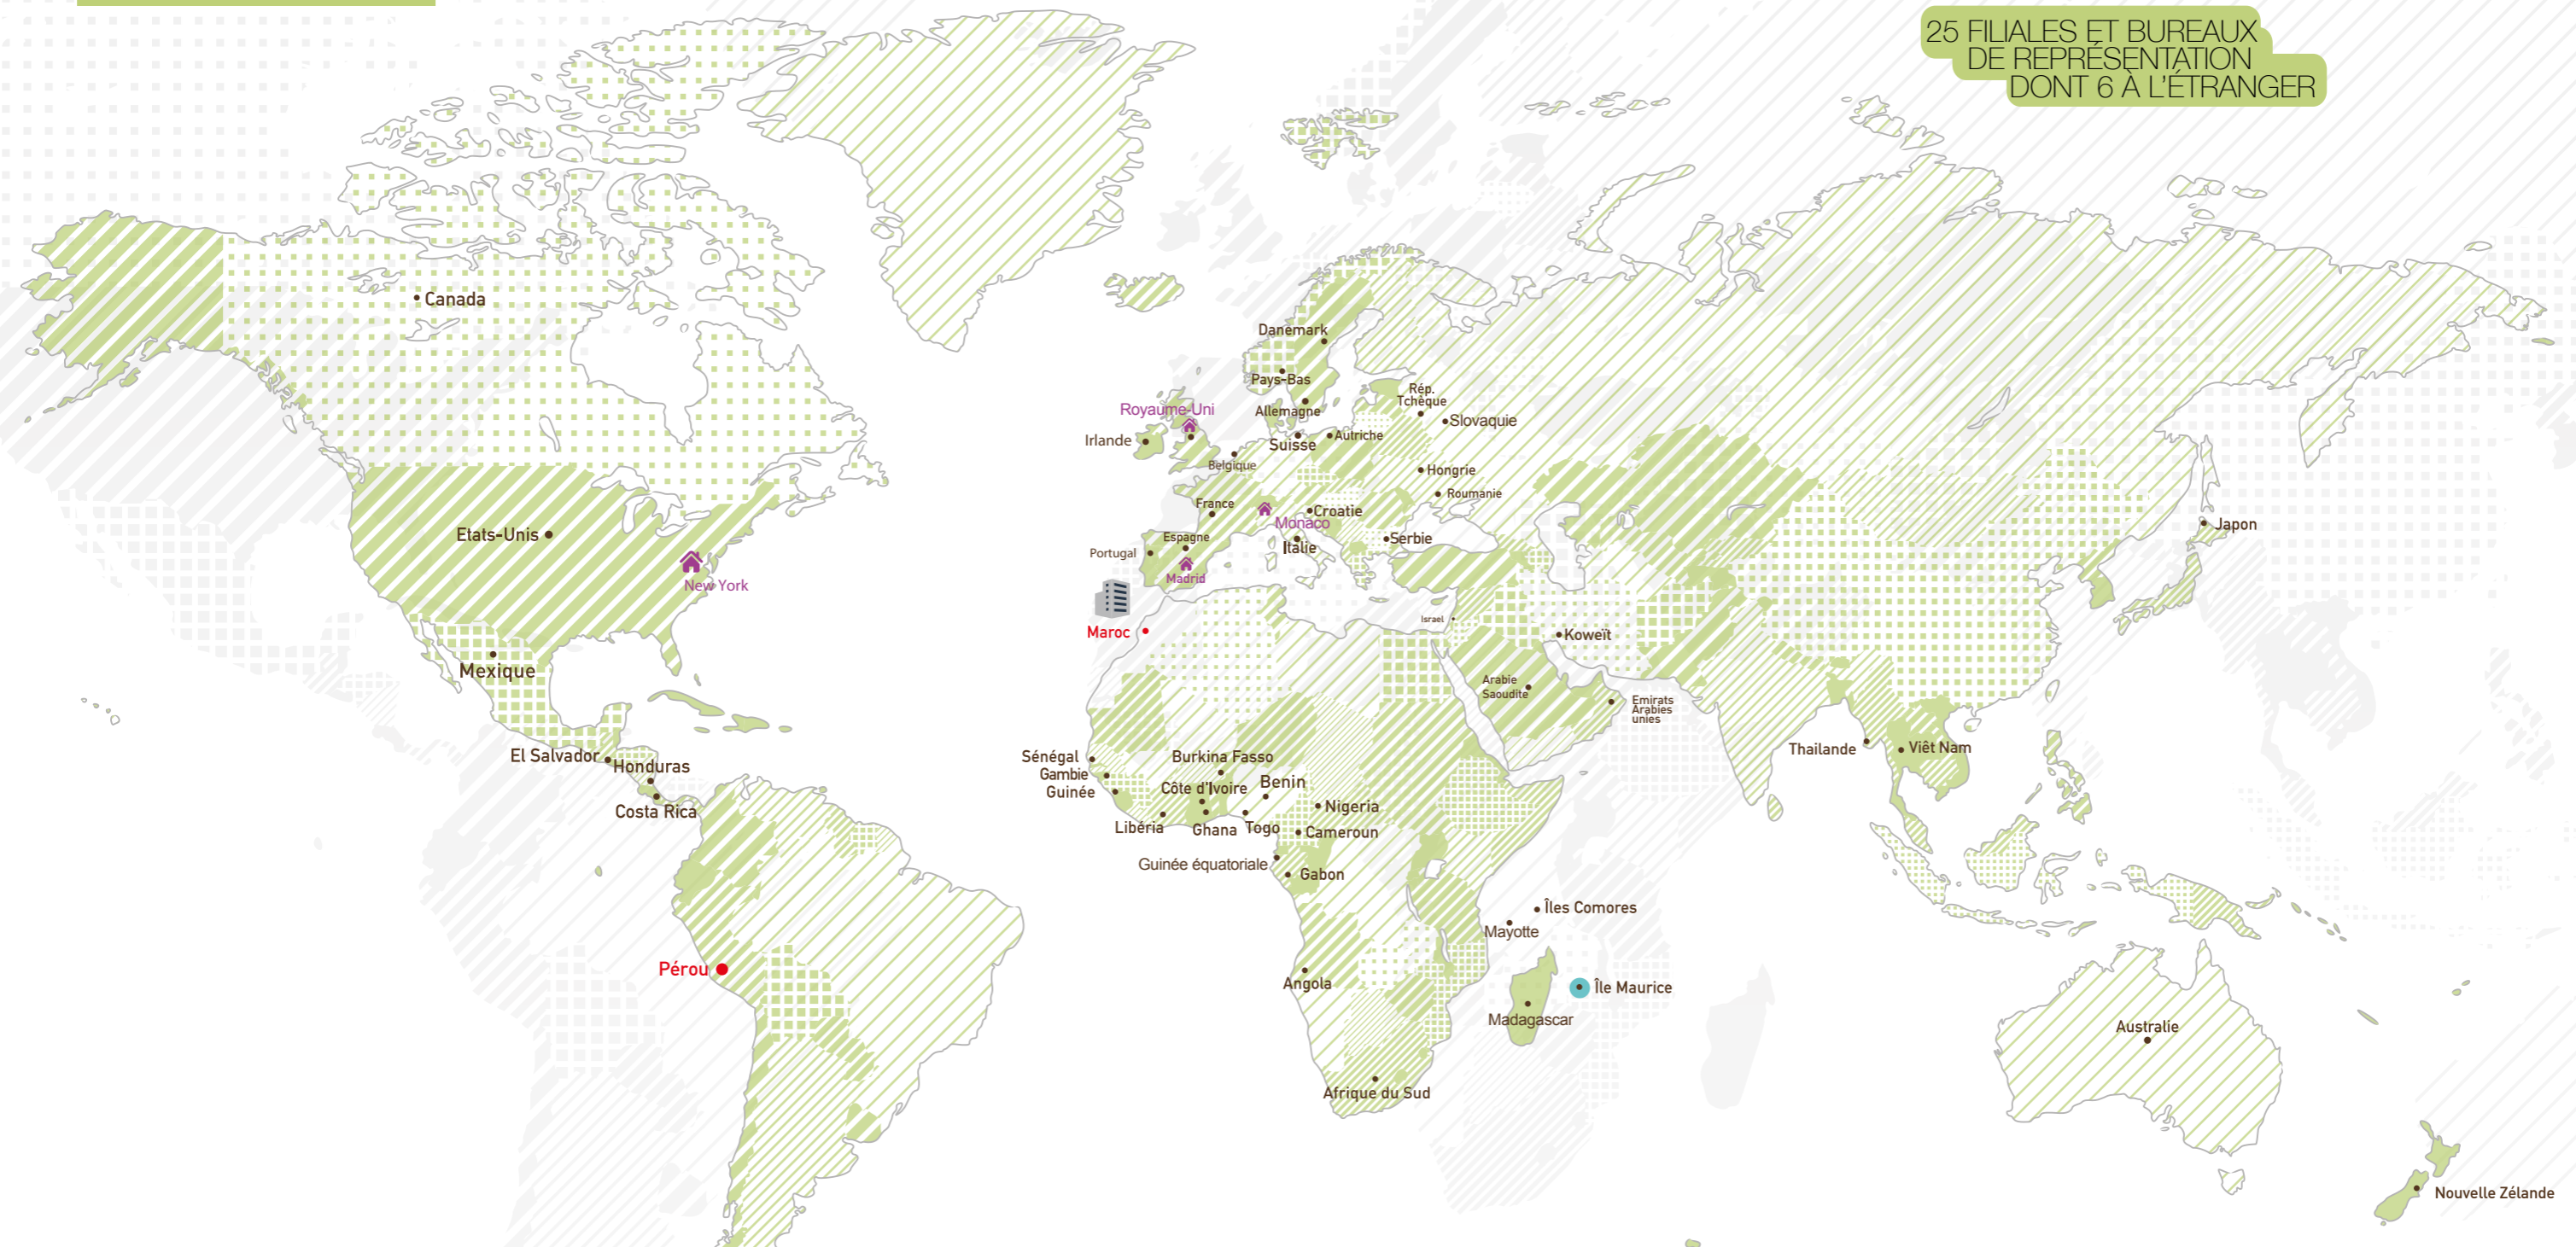 25 FILIALES ET BUREAUX
DE REPRÉSENTATION
DONT 6 À L'ÉTRANGER
Canada
Etats-Unis
New York
Mexique
El Salvador
Honduras
Costa Rica
Pérou
Danemark
Pays-Bas
Rép.
Tchèque
Royaume-Uni
Allemagne
Slovaquie
Irlande
Suisse
Autriche
Belgique
Hongrie
Roumanie
France
Croatie
Monaco
Espagne
Italie
Serbie
Portugal
Madrid
Maroc
Israel
Koweït
Arabie
Saoudite
Emirats
Arabies
unies
Japon
Thailande
Viêt Nam
Sénégal
Gambie
Guinée
Burkina Fasso
Côte d'Ivoire
Benin
Nigeria
Libéria
Ghana
Togo
Cameroun
Guinée équatoriale
Gabon
Îles Comores
Mayotte
Angola
Île Maurice
Madagascar
Afrique du Sud
Australie
Nouvelle Zélande